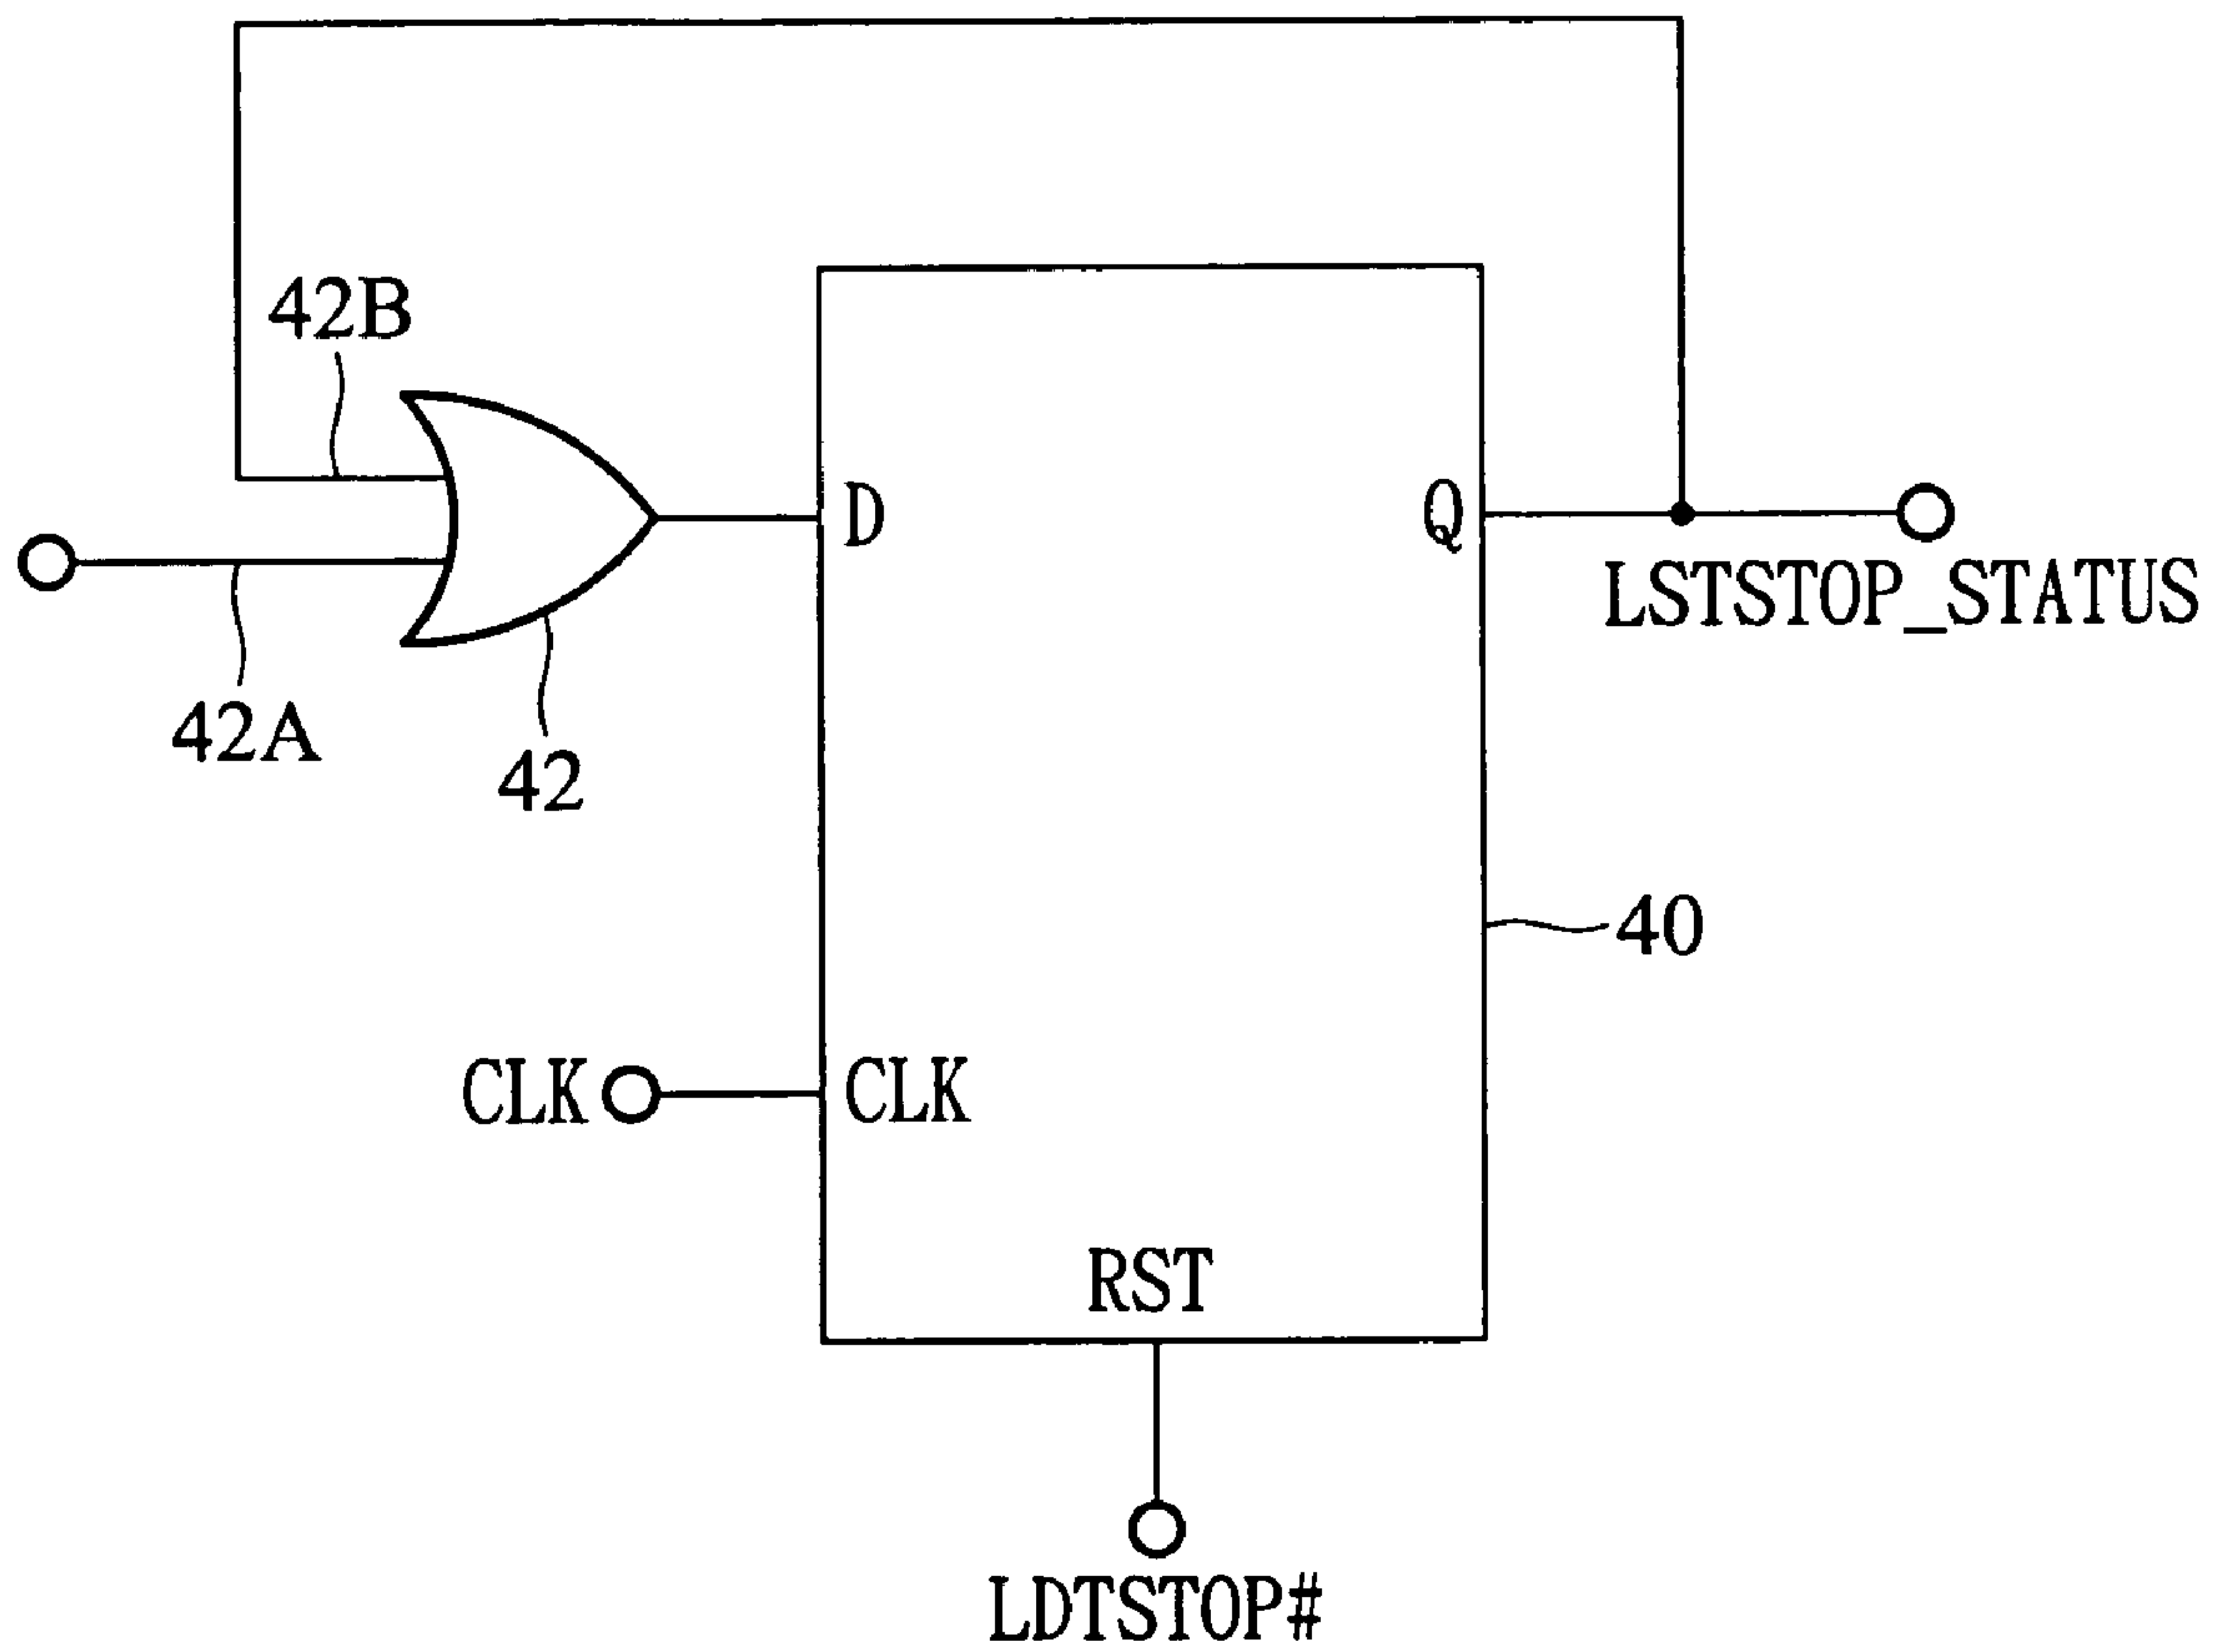 42B
D
Q
LSTSTOP_STATUS
42A
42
40
CLK
CLK
RST
LDTSTOP#